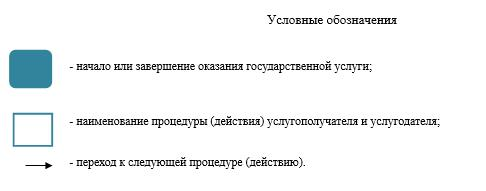 Условные обозначения
- начало или завершение оказания государственной услуги;
- наименование процедуры (действия) услугополучателя и услугодателя;
- переход к следующей процедуре (действию).